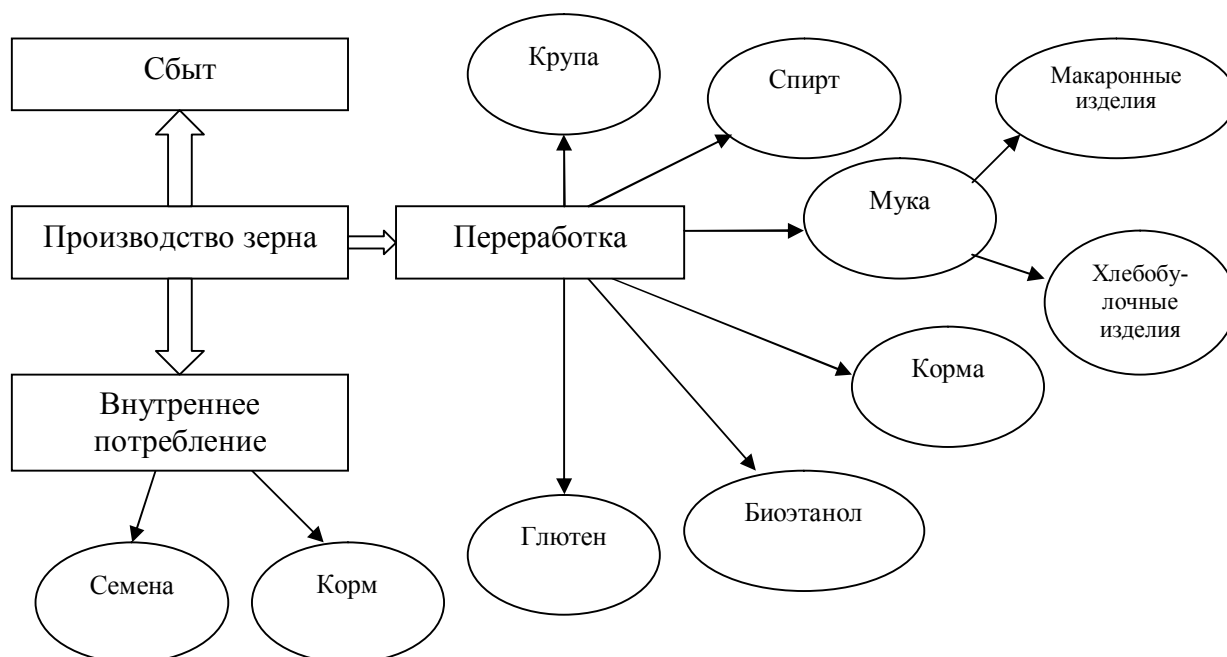 Сбыт
Крупа
Спирт
Макаронные
изделия
Производство зерна
Переработка
Мука
Хлебобу-
лочные
изделия
Внутреннее
потребление
Корма
Глютен
Биоэтанол
Семена
Корм